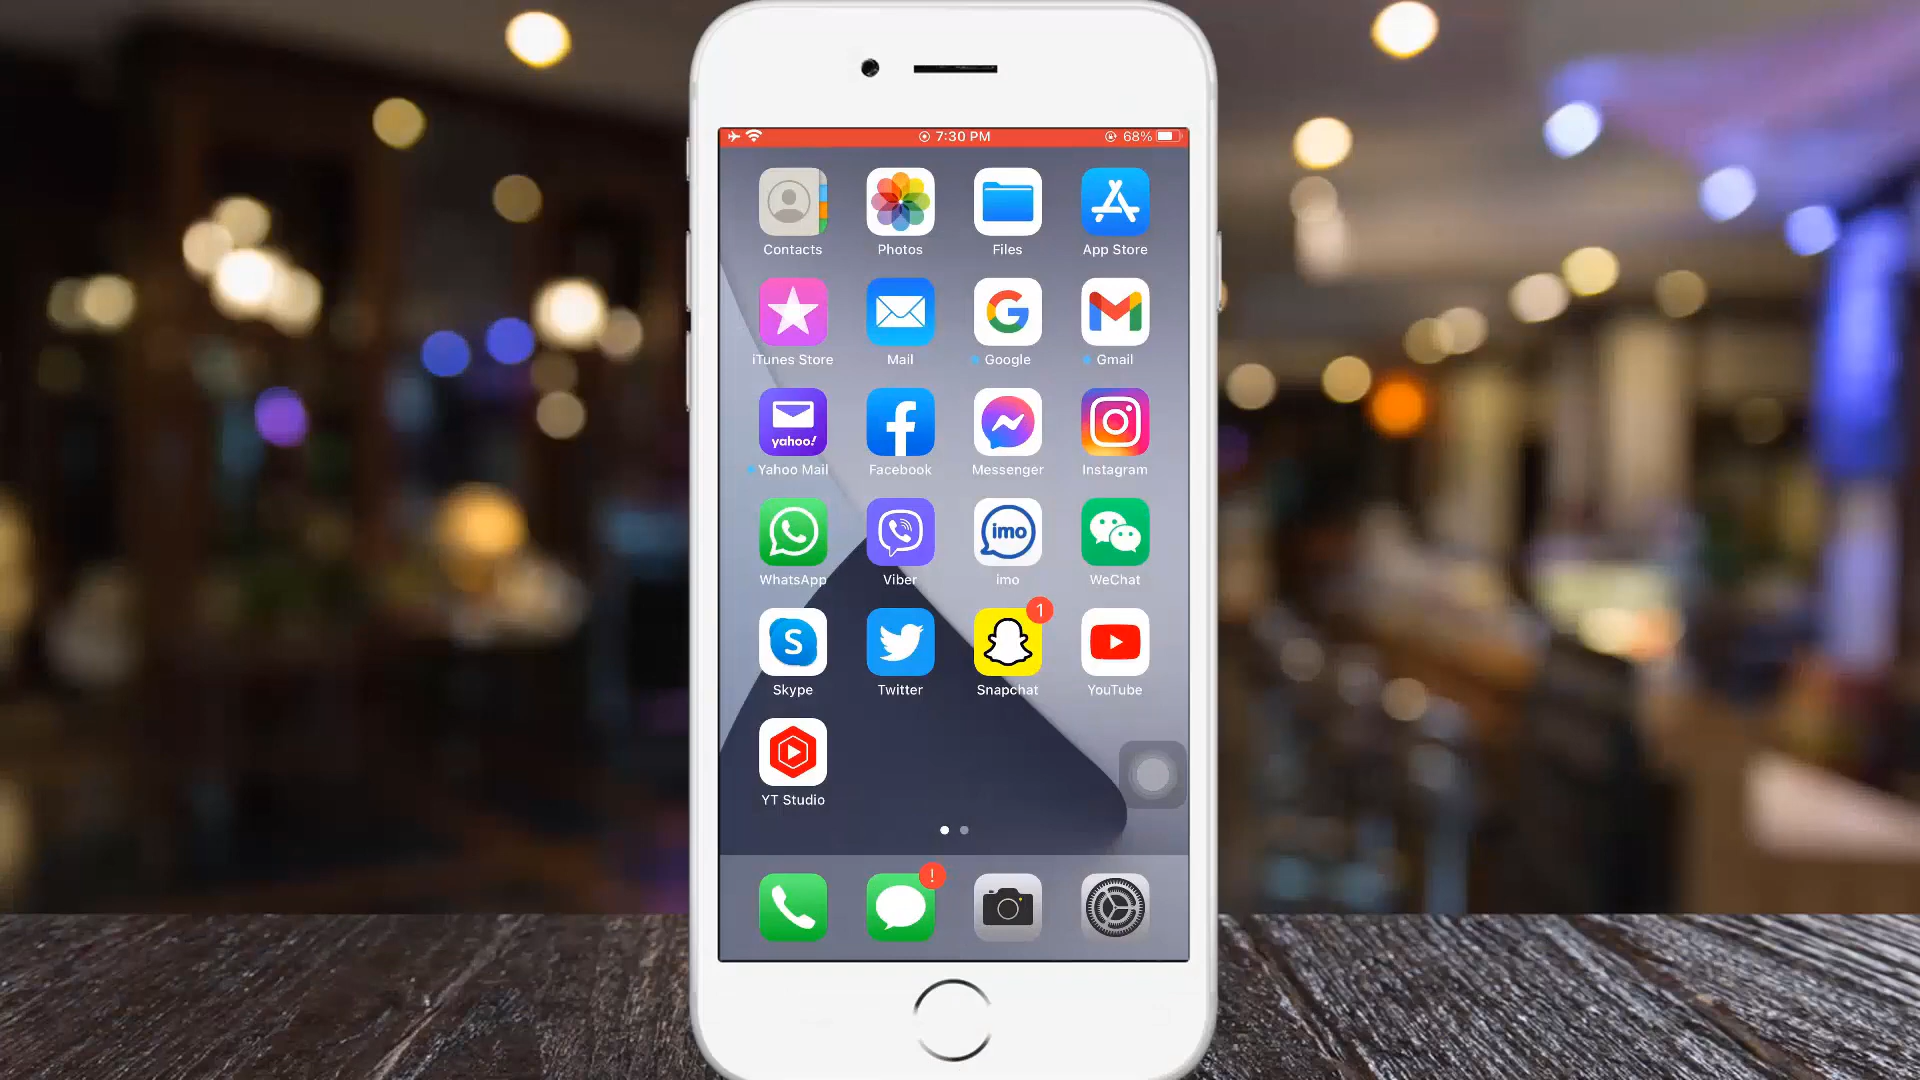 7:30 PM 68%
Contacts Photos Files App Store
iTunes Store Mail Google Gmail
yahoo!
Yahoo Mail Facebook Messenger Instagram
imo
WhatsApp Viber imo WeChat
1
S
Skype Twitter Snapchat YouTube
YT Studio
!